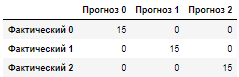 Прогноз 0 Прогноз 1 Прогноз 2
Фактический 0 15 0 0
Фактический 1 0 15 0
Фактический 2 0 0 15